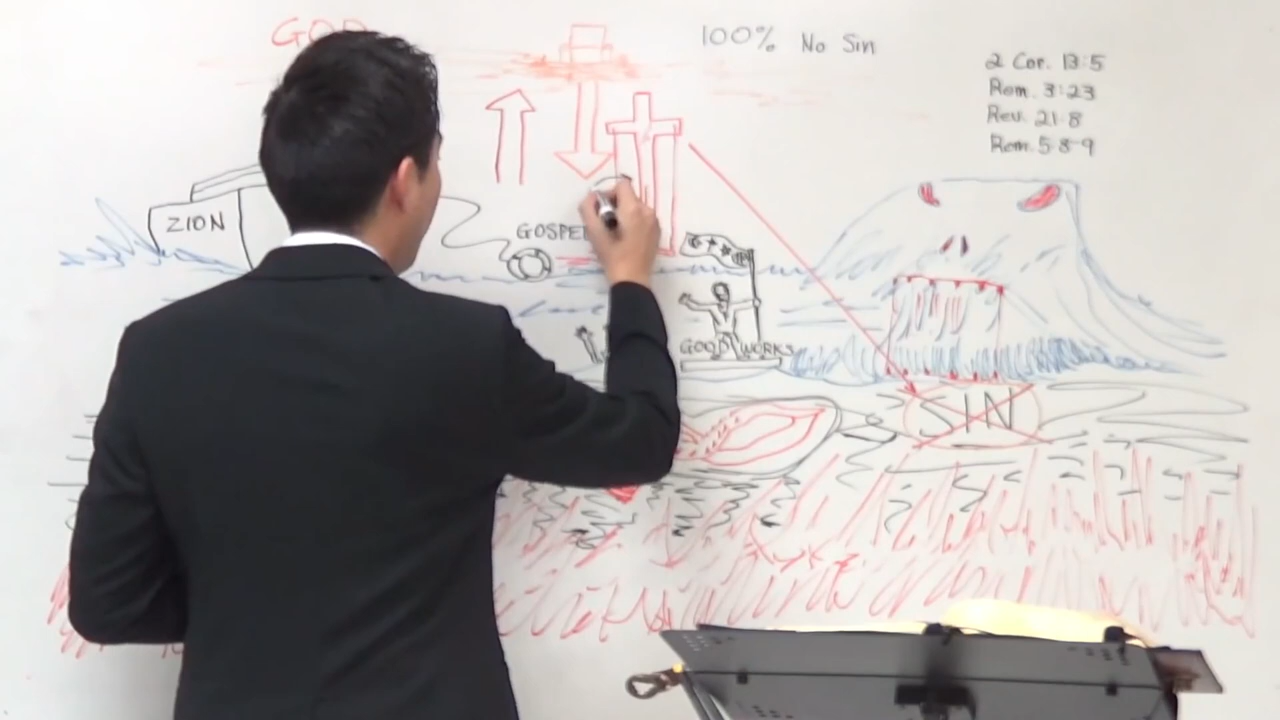 GOD
100% No Sin
2 Cor. 13:5
Rom. 3:23
Rev. 21:8
Rom. 5:8-9
ZION
GOSPEL
GOOD WORKS
SIN